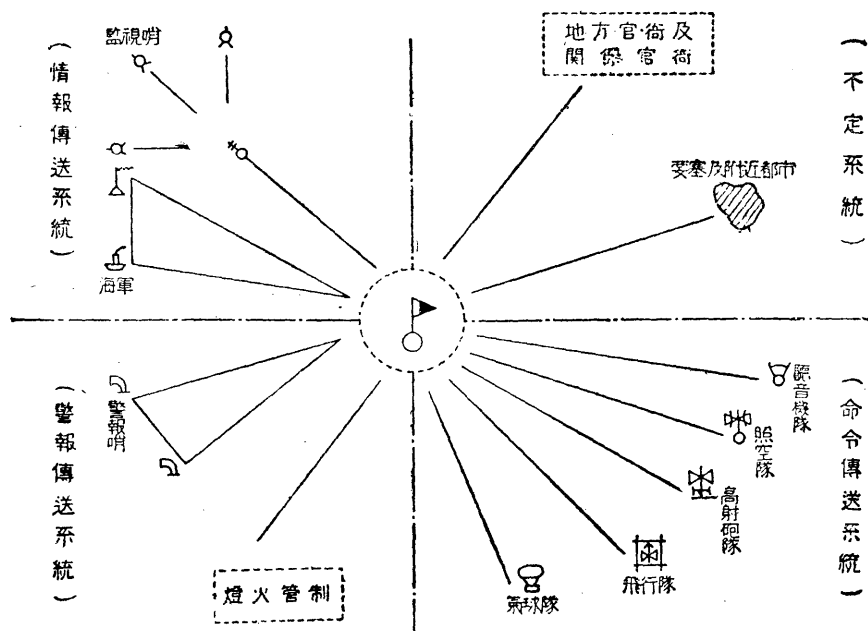 (情報傳送系統)
監視哨
海軍
地方官衙及
関係官衙
(不定系統)
要塞及附近都市
(警報傳送系統)
警報哨
燈火管制
(命令傳送系統)
聽音機隊
照空隊
高射砲隊
飛行隊
氣球隊